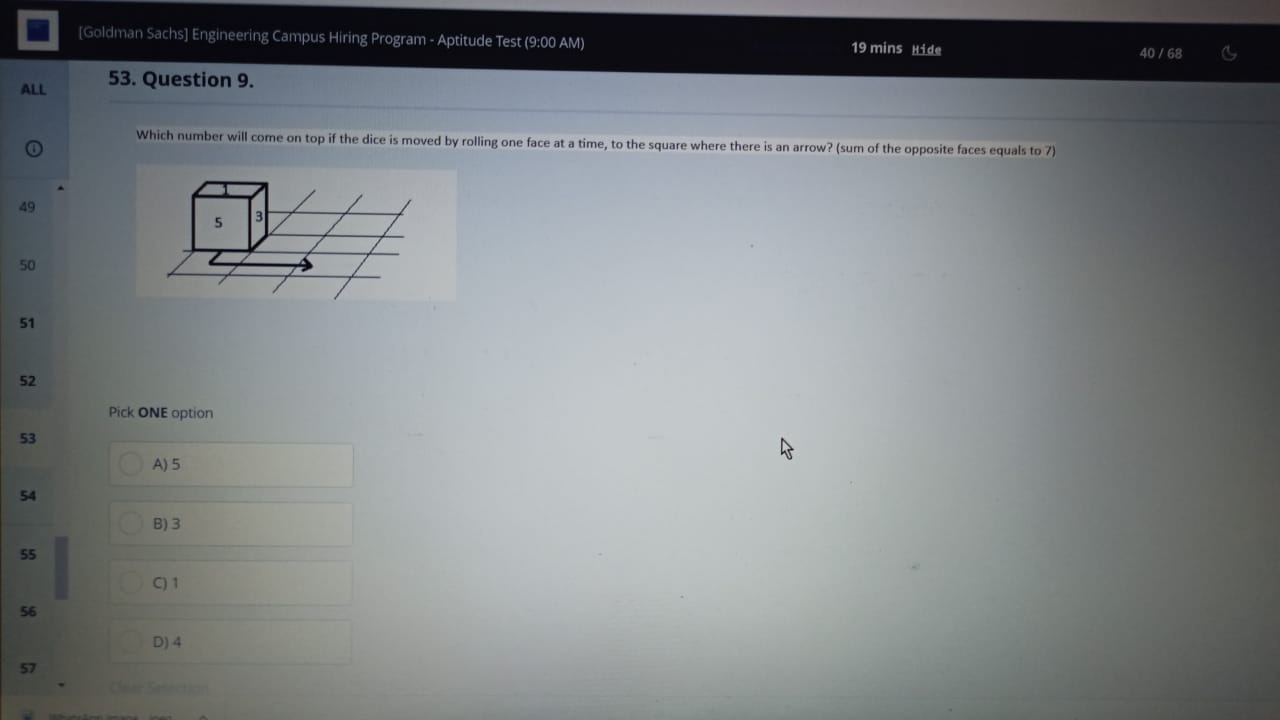 [Goldman Sachs] Engineering Campus Hiring Program - Aptitude Test (9:00 AM)
19 mins Hide
40 / 68
ALL
53. Question 9.
Which number will come on top if the dice is moved by rolling one face at a time, to the square where there is an arrow? (sum of the opposite faces equals to 7)
1
5
3
49
50
51
52
53
54
55
56
57
Pick ONE option
A) 5
B) 3
C) 1
D) 4
Clear Selection